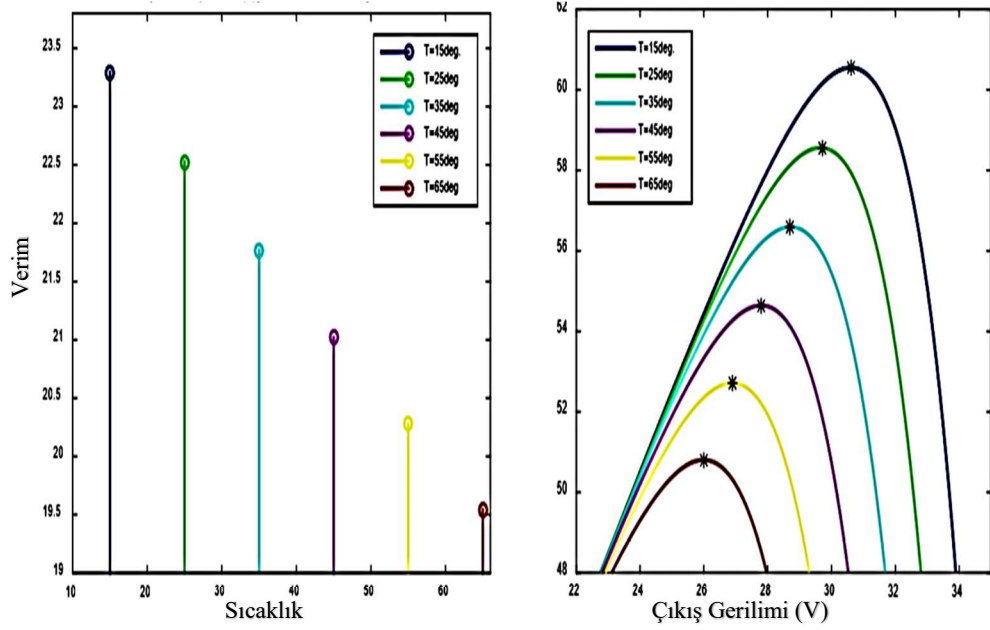 23.5
23
22.5
22
21.5
21
20.5
20
19.5
19
10
20
30
40
50
60
Verim
Sıcaklık
T=15deg.
T=25deg
T=35deg
T=45deg
T=55deg
T=65deg
62
60
58
56
54
52
50
48
22
24
26
28
30
32
34
Çıkış Gerilimi (V)
T=15deg.
T=25deg
T=35deg
T=45deg
T=55deg
T=65deg